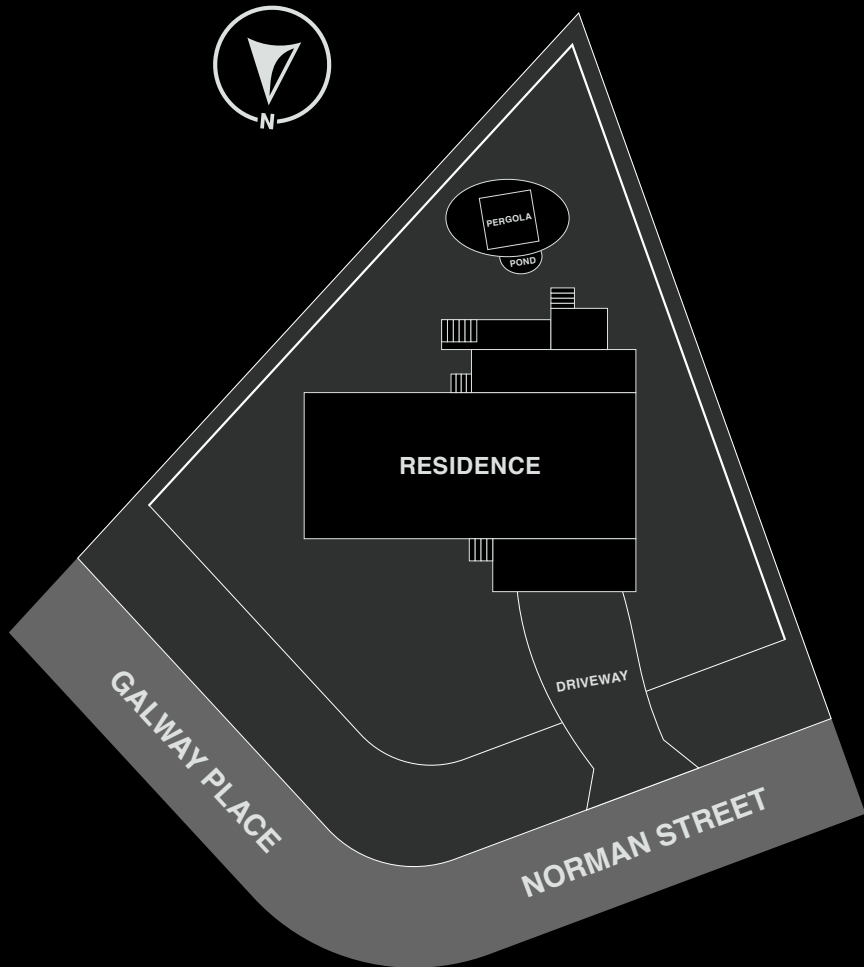 N
PERGOLA
POND
RESIDENCE
DRIVEWAY
GALWAY PLACE
NORMAN STREET